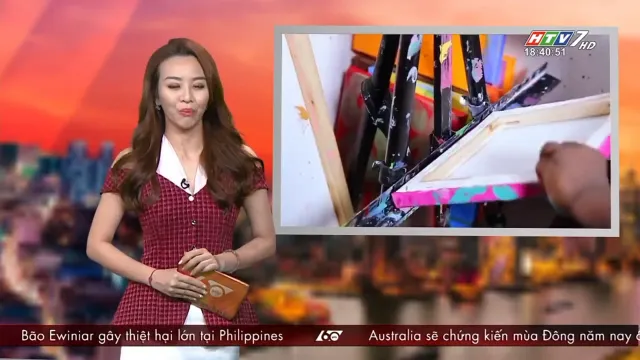 HTV7 HD
18:40:51
Bão Ewiniar gây thiệt hại lớn tại Philippines 60 Australia sẽ chứng kiến mùa Đông năm nay